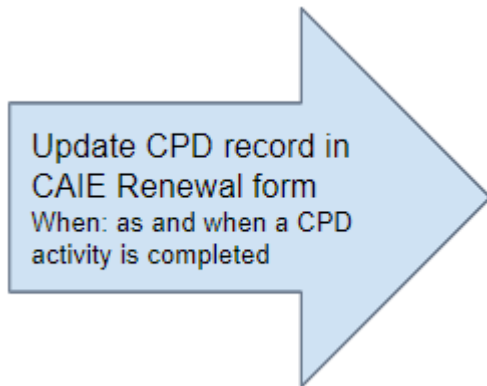 Update CPD record in
CAIE Renewal form
When: as and when a CPD
activity is completed